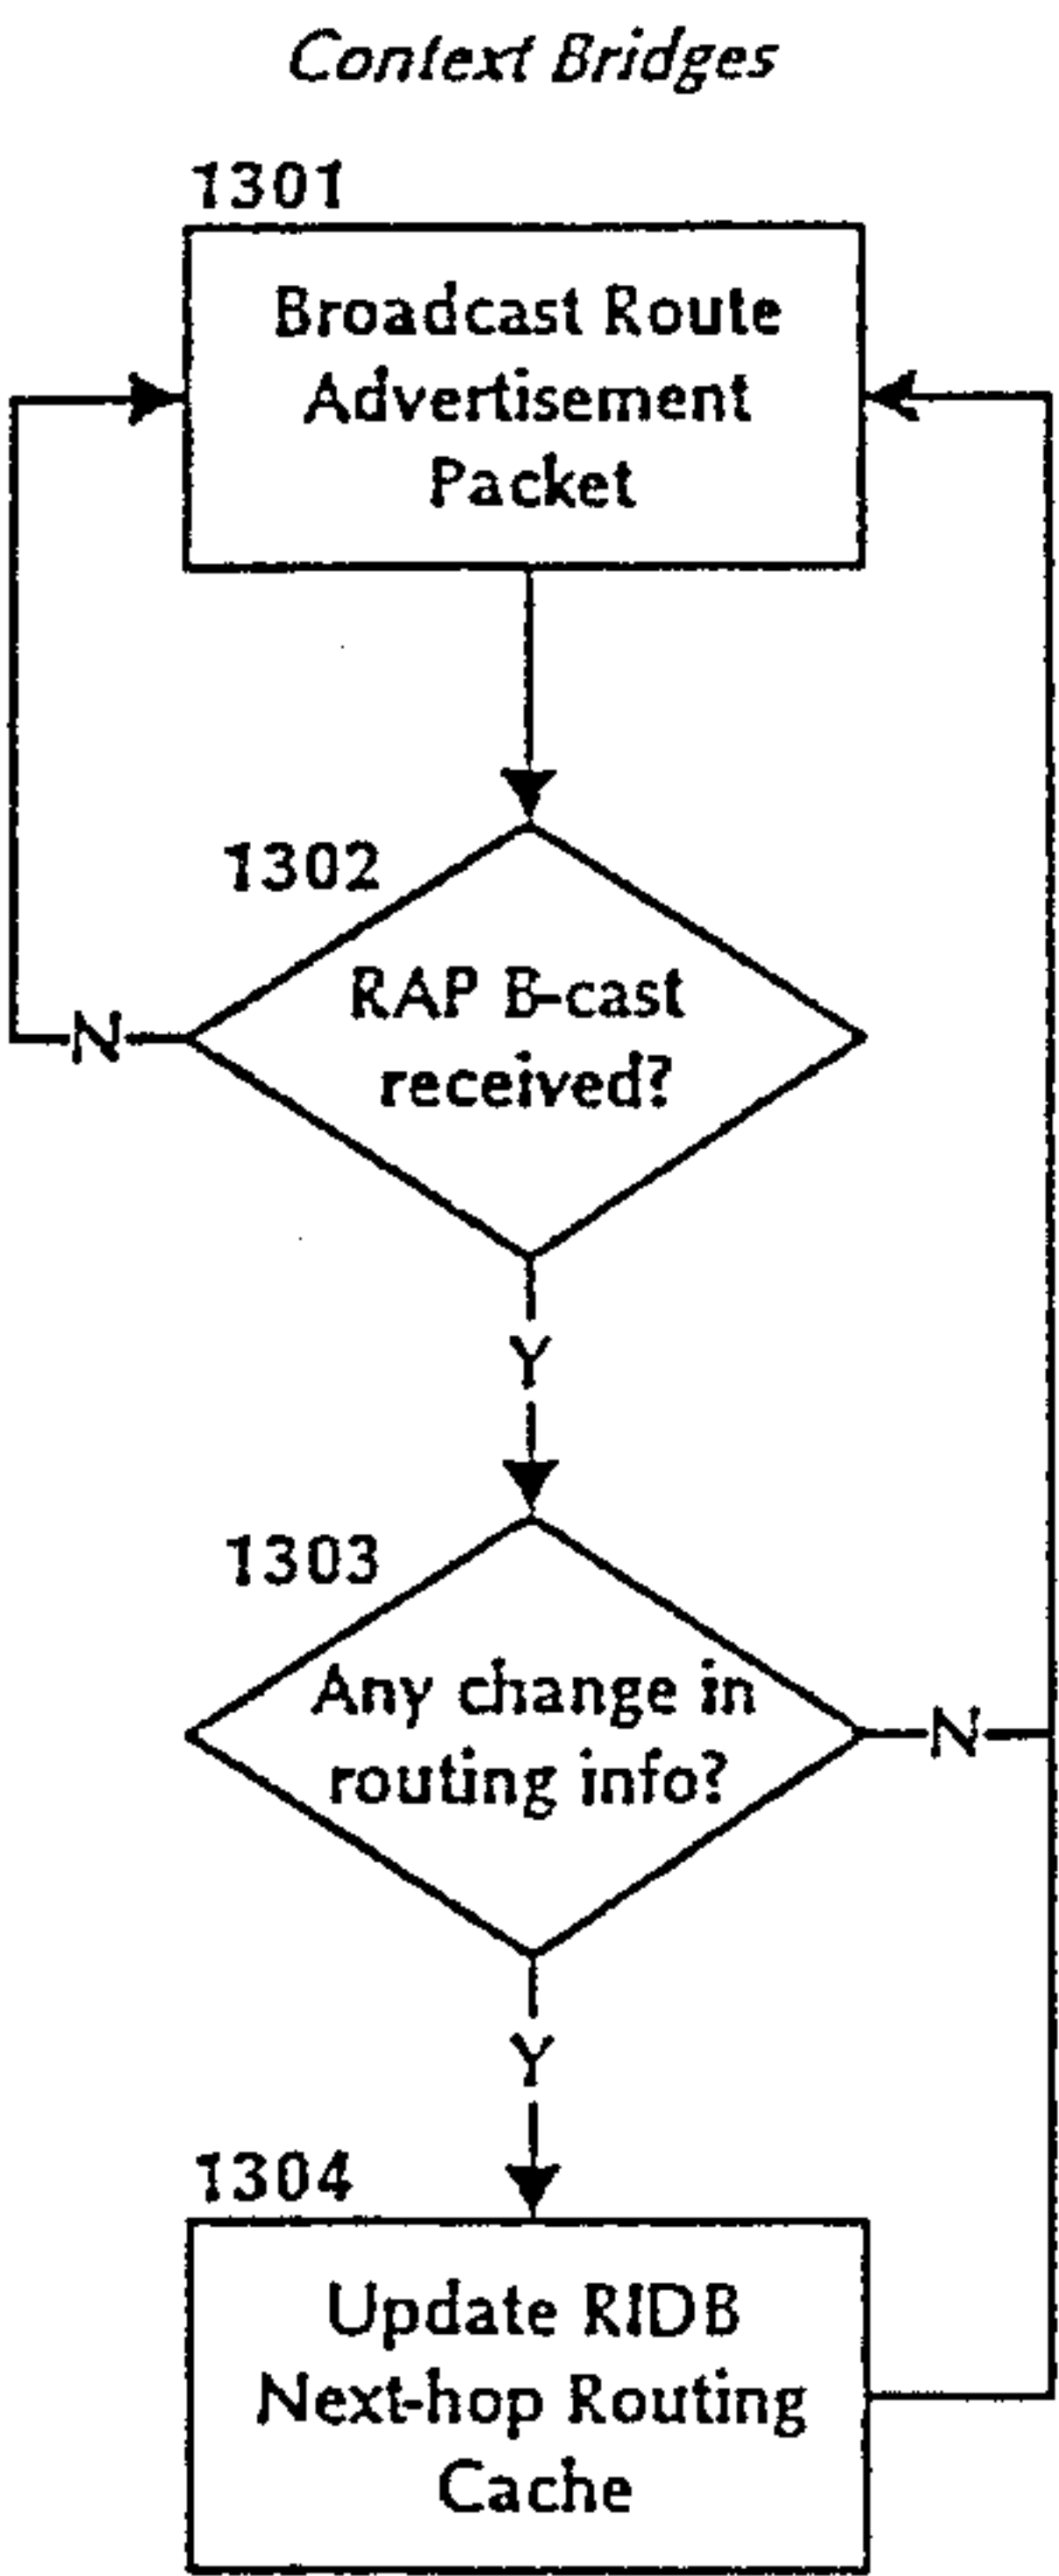 Context Bridges
1301
Broadcast Route
Advertisement
Packet
1302
RAP B-cast
received?
N
Y
1303
Any change in
routing info?
N
Y
1304
Update RIDB
Next-hop Routing
Cache